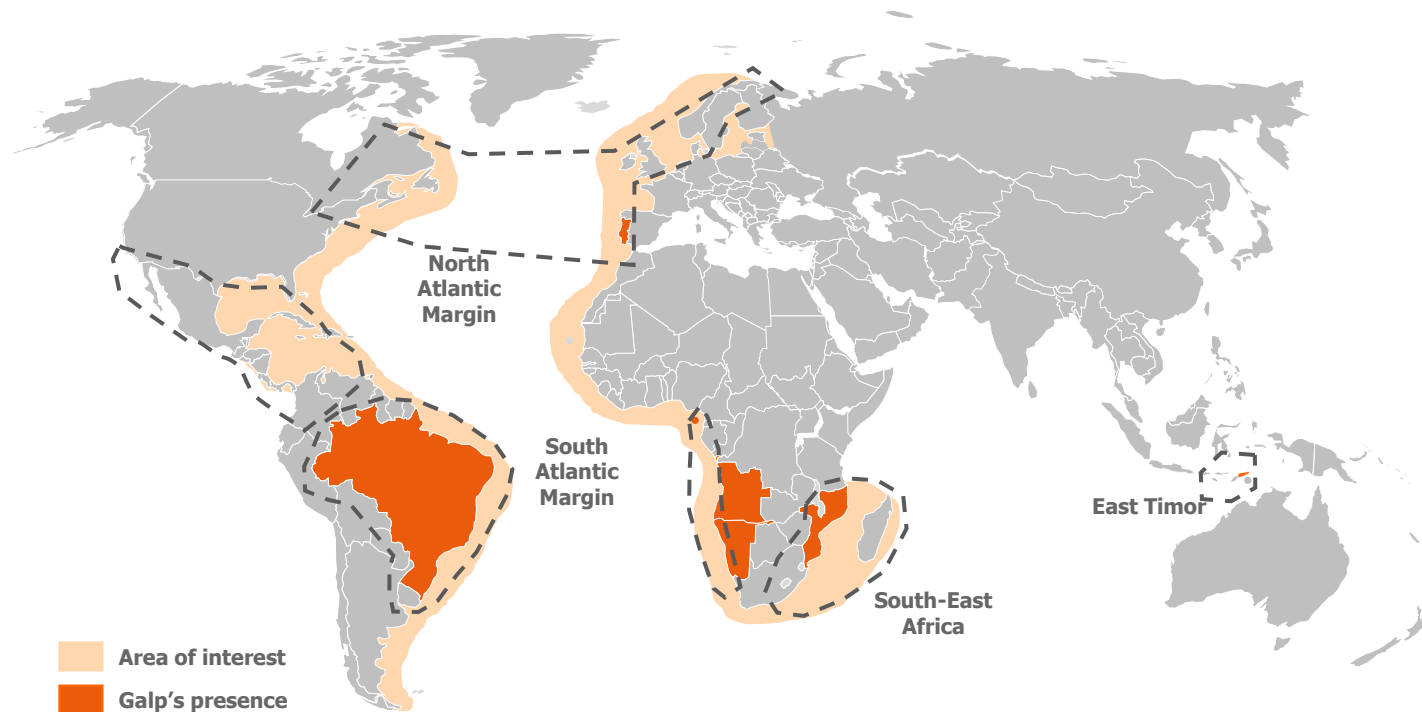 North
Atlantic
Margin
South
Atlantic
Margin
East Timor
South-East
Africa
Area of interest
Galp’s presence